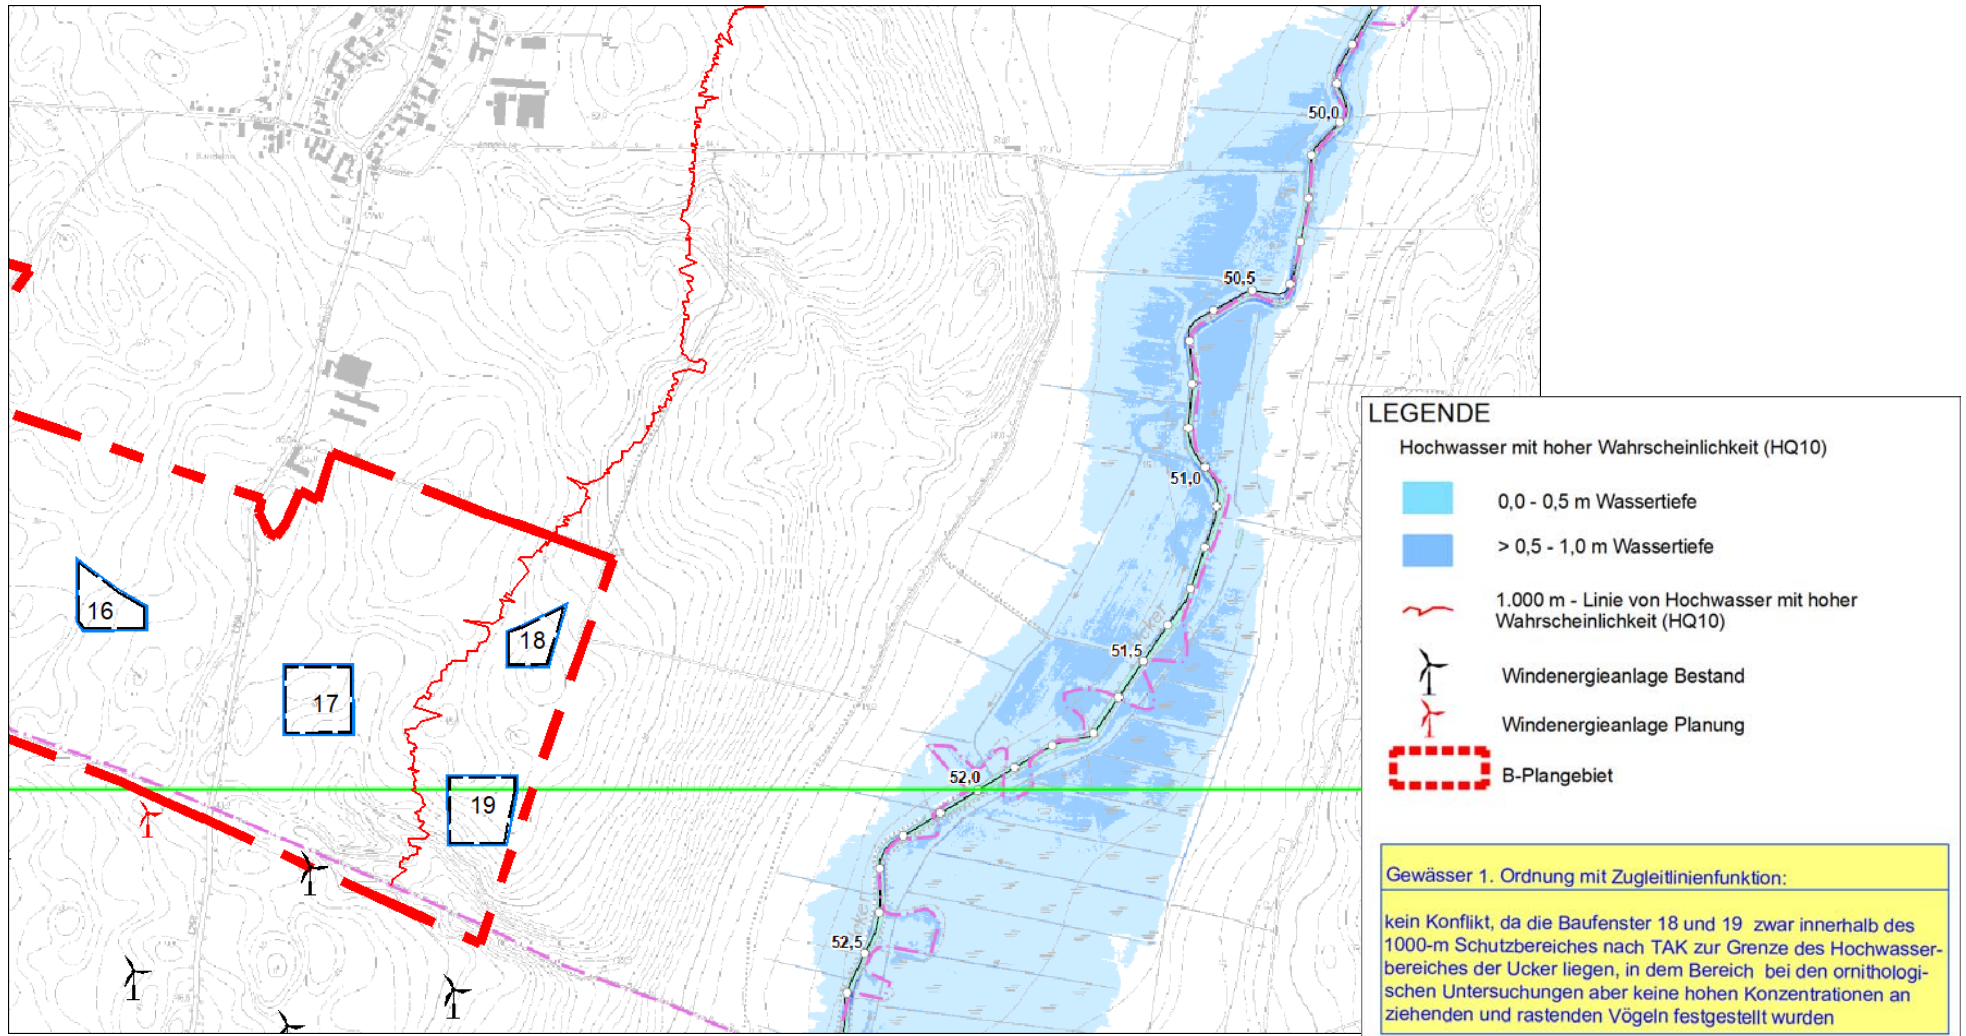 50,0
50,5
51,0
51,5
52,0
52,5
16
17
18
19
LEGENDE
Hochwasser mit hoher Wahrscheinlichkeit (HQ10)
0,0 - 0,5 m Wassertiefe
> 0,5 - 1,0 m Wassertiefe
1.000 m - Linie von Hochwasser mit hoher
Wahrscheinlichkeit (HQ10)
Windenergieanlage Bestand
Windenergieanlage Planung
B-Plangebiet
Gewässer 1. Ordnung mit Zugleitlinienfunktion:
kein Konflikt, da die Baufenster 18 und 19 zwar innerhalb des
1000-m Schutzbereiches nach TAK zur Grenze des Hochwasser-
bereiches der Ucker liegen, in dem Bereich bei den ornithologi-
schen Untersuchungen aber keine hohen Konzentrationen an
ziehenden und rastenden Vögeln festgestellt wurden